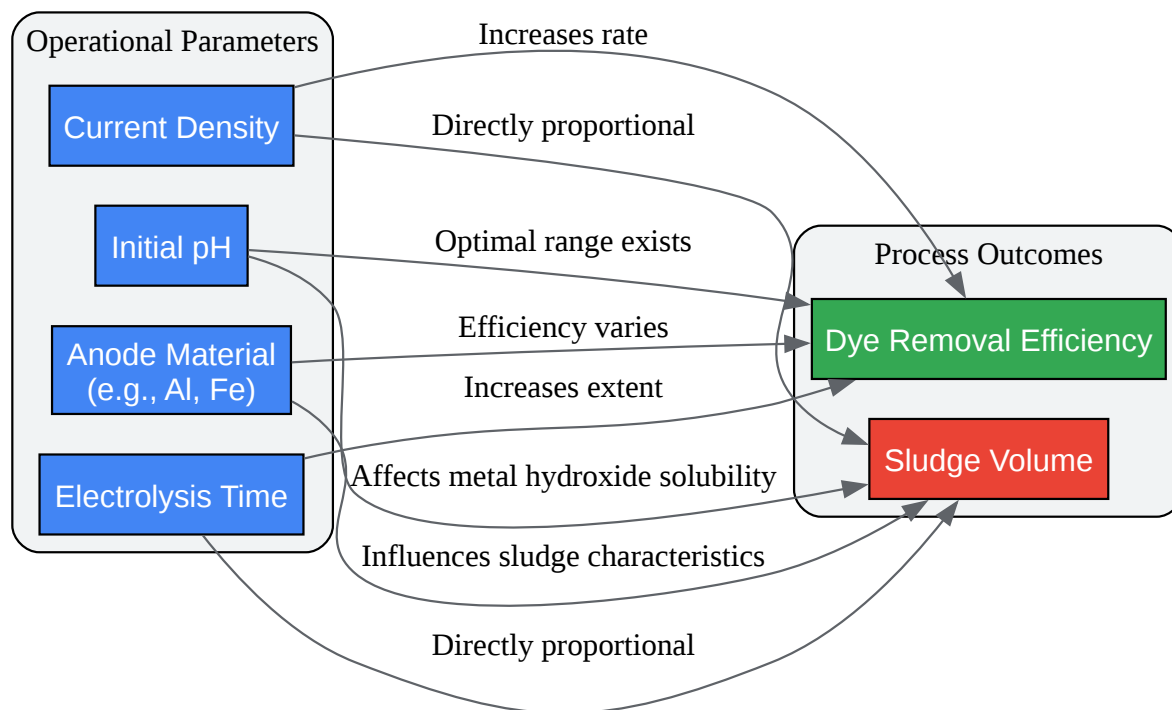 Operational Parameters
Current Density
Initial pH
Anode Material
(e.g., Al, Fe)
Electrolysis Time
Increases rate
Directly proportional
Optimal range exists
Efficiency varies
Increases extent
Affects metal hydroxide solubility
Influences sludge characteristics
Directly proportional
Process Outcomes
Dye Removal Efficiency
Sludge Volume